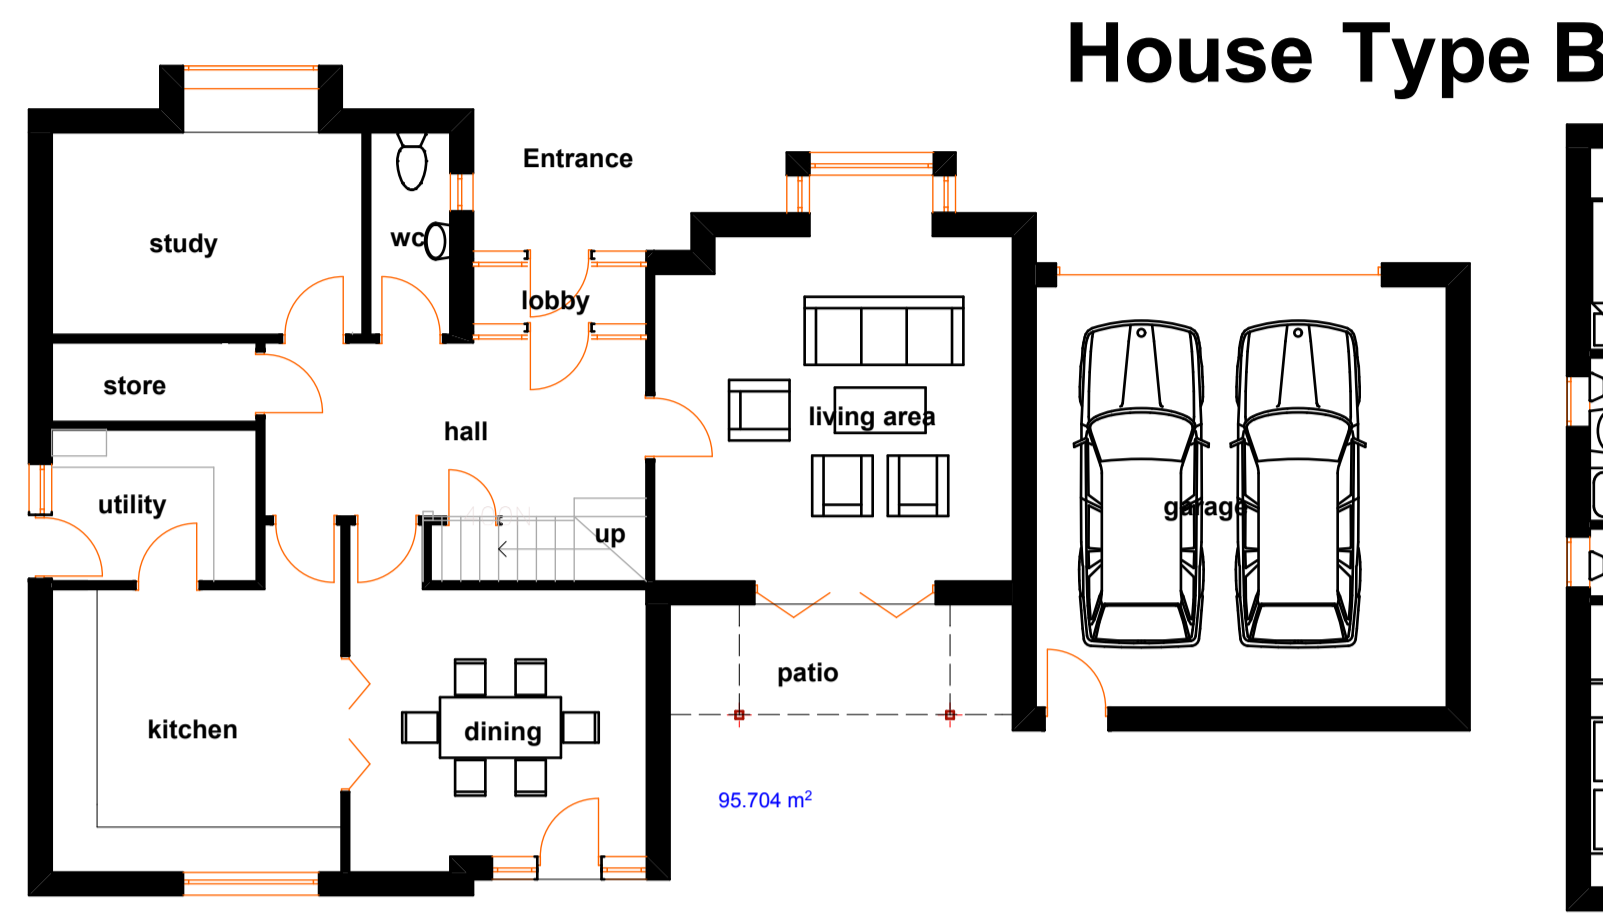 House Type B
Entrance
study
wc
lobby
store
hall
living area
utility
garage
up
patio
kitchen
dining
95.704 m²